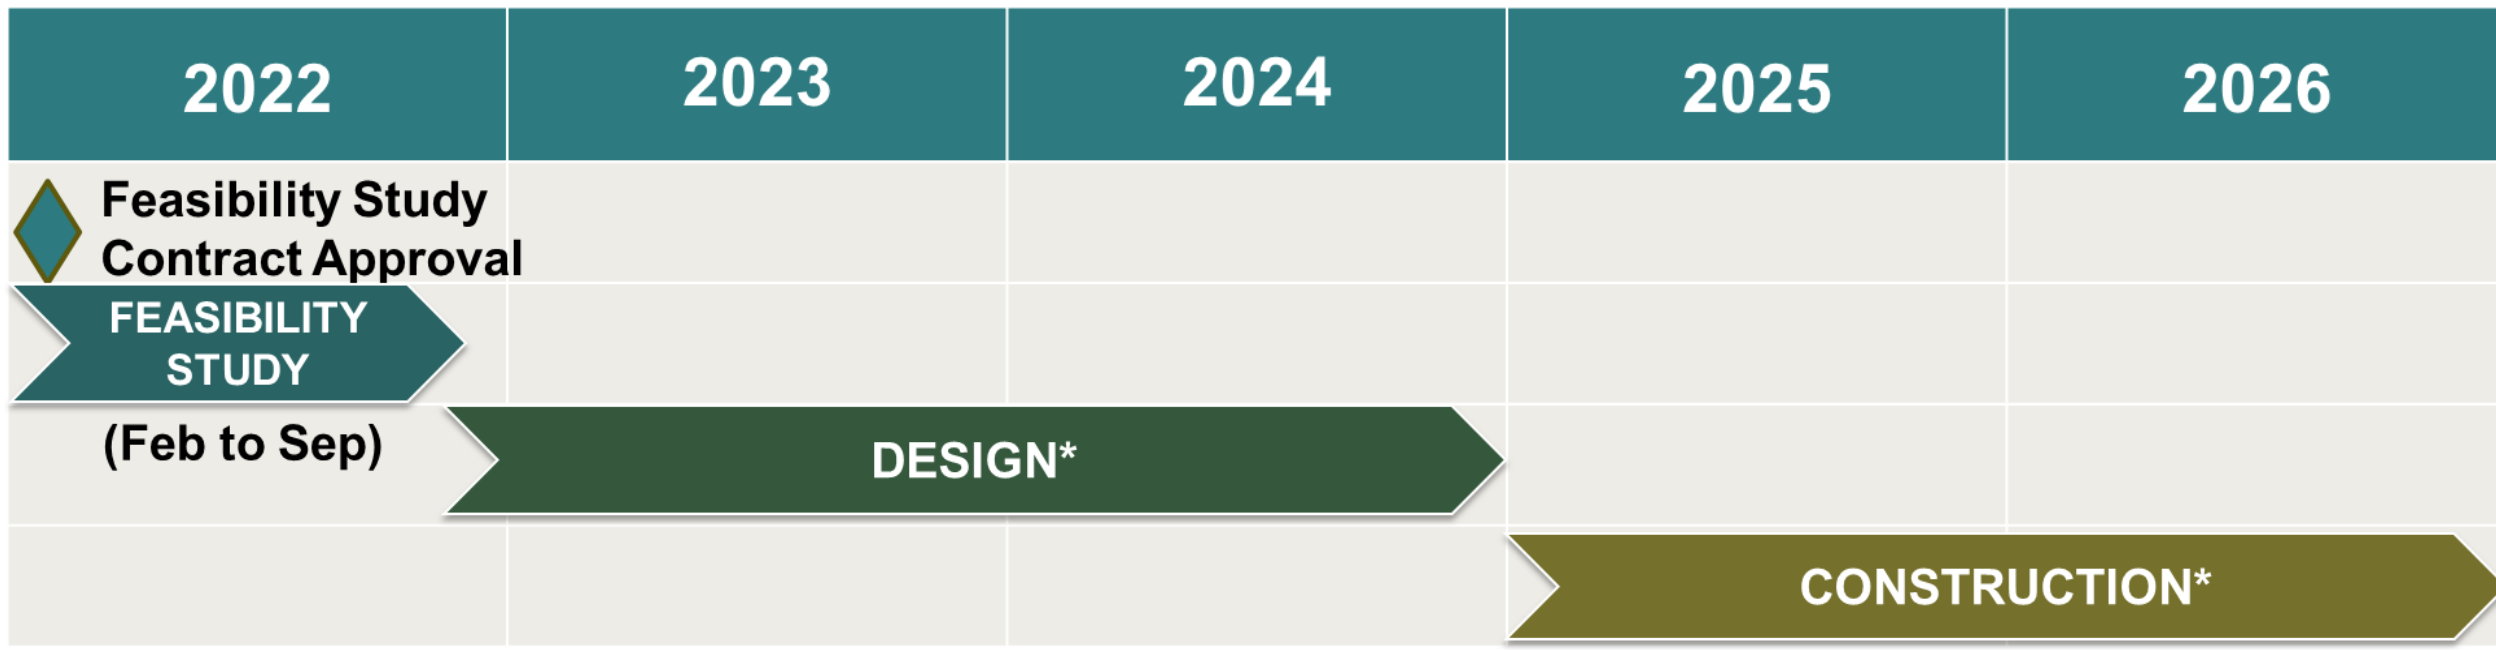 2022 2023 2024 2025 2026
Feasibility Study
Contract Approval
FEASIBILITY
STUDY
(Feb to Sep)
DESIGN*
CONSTRUCTION*